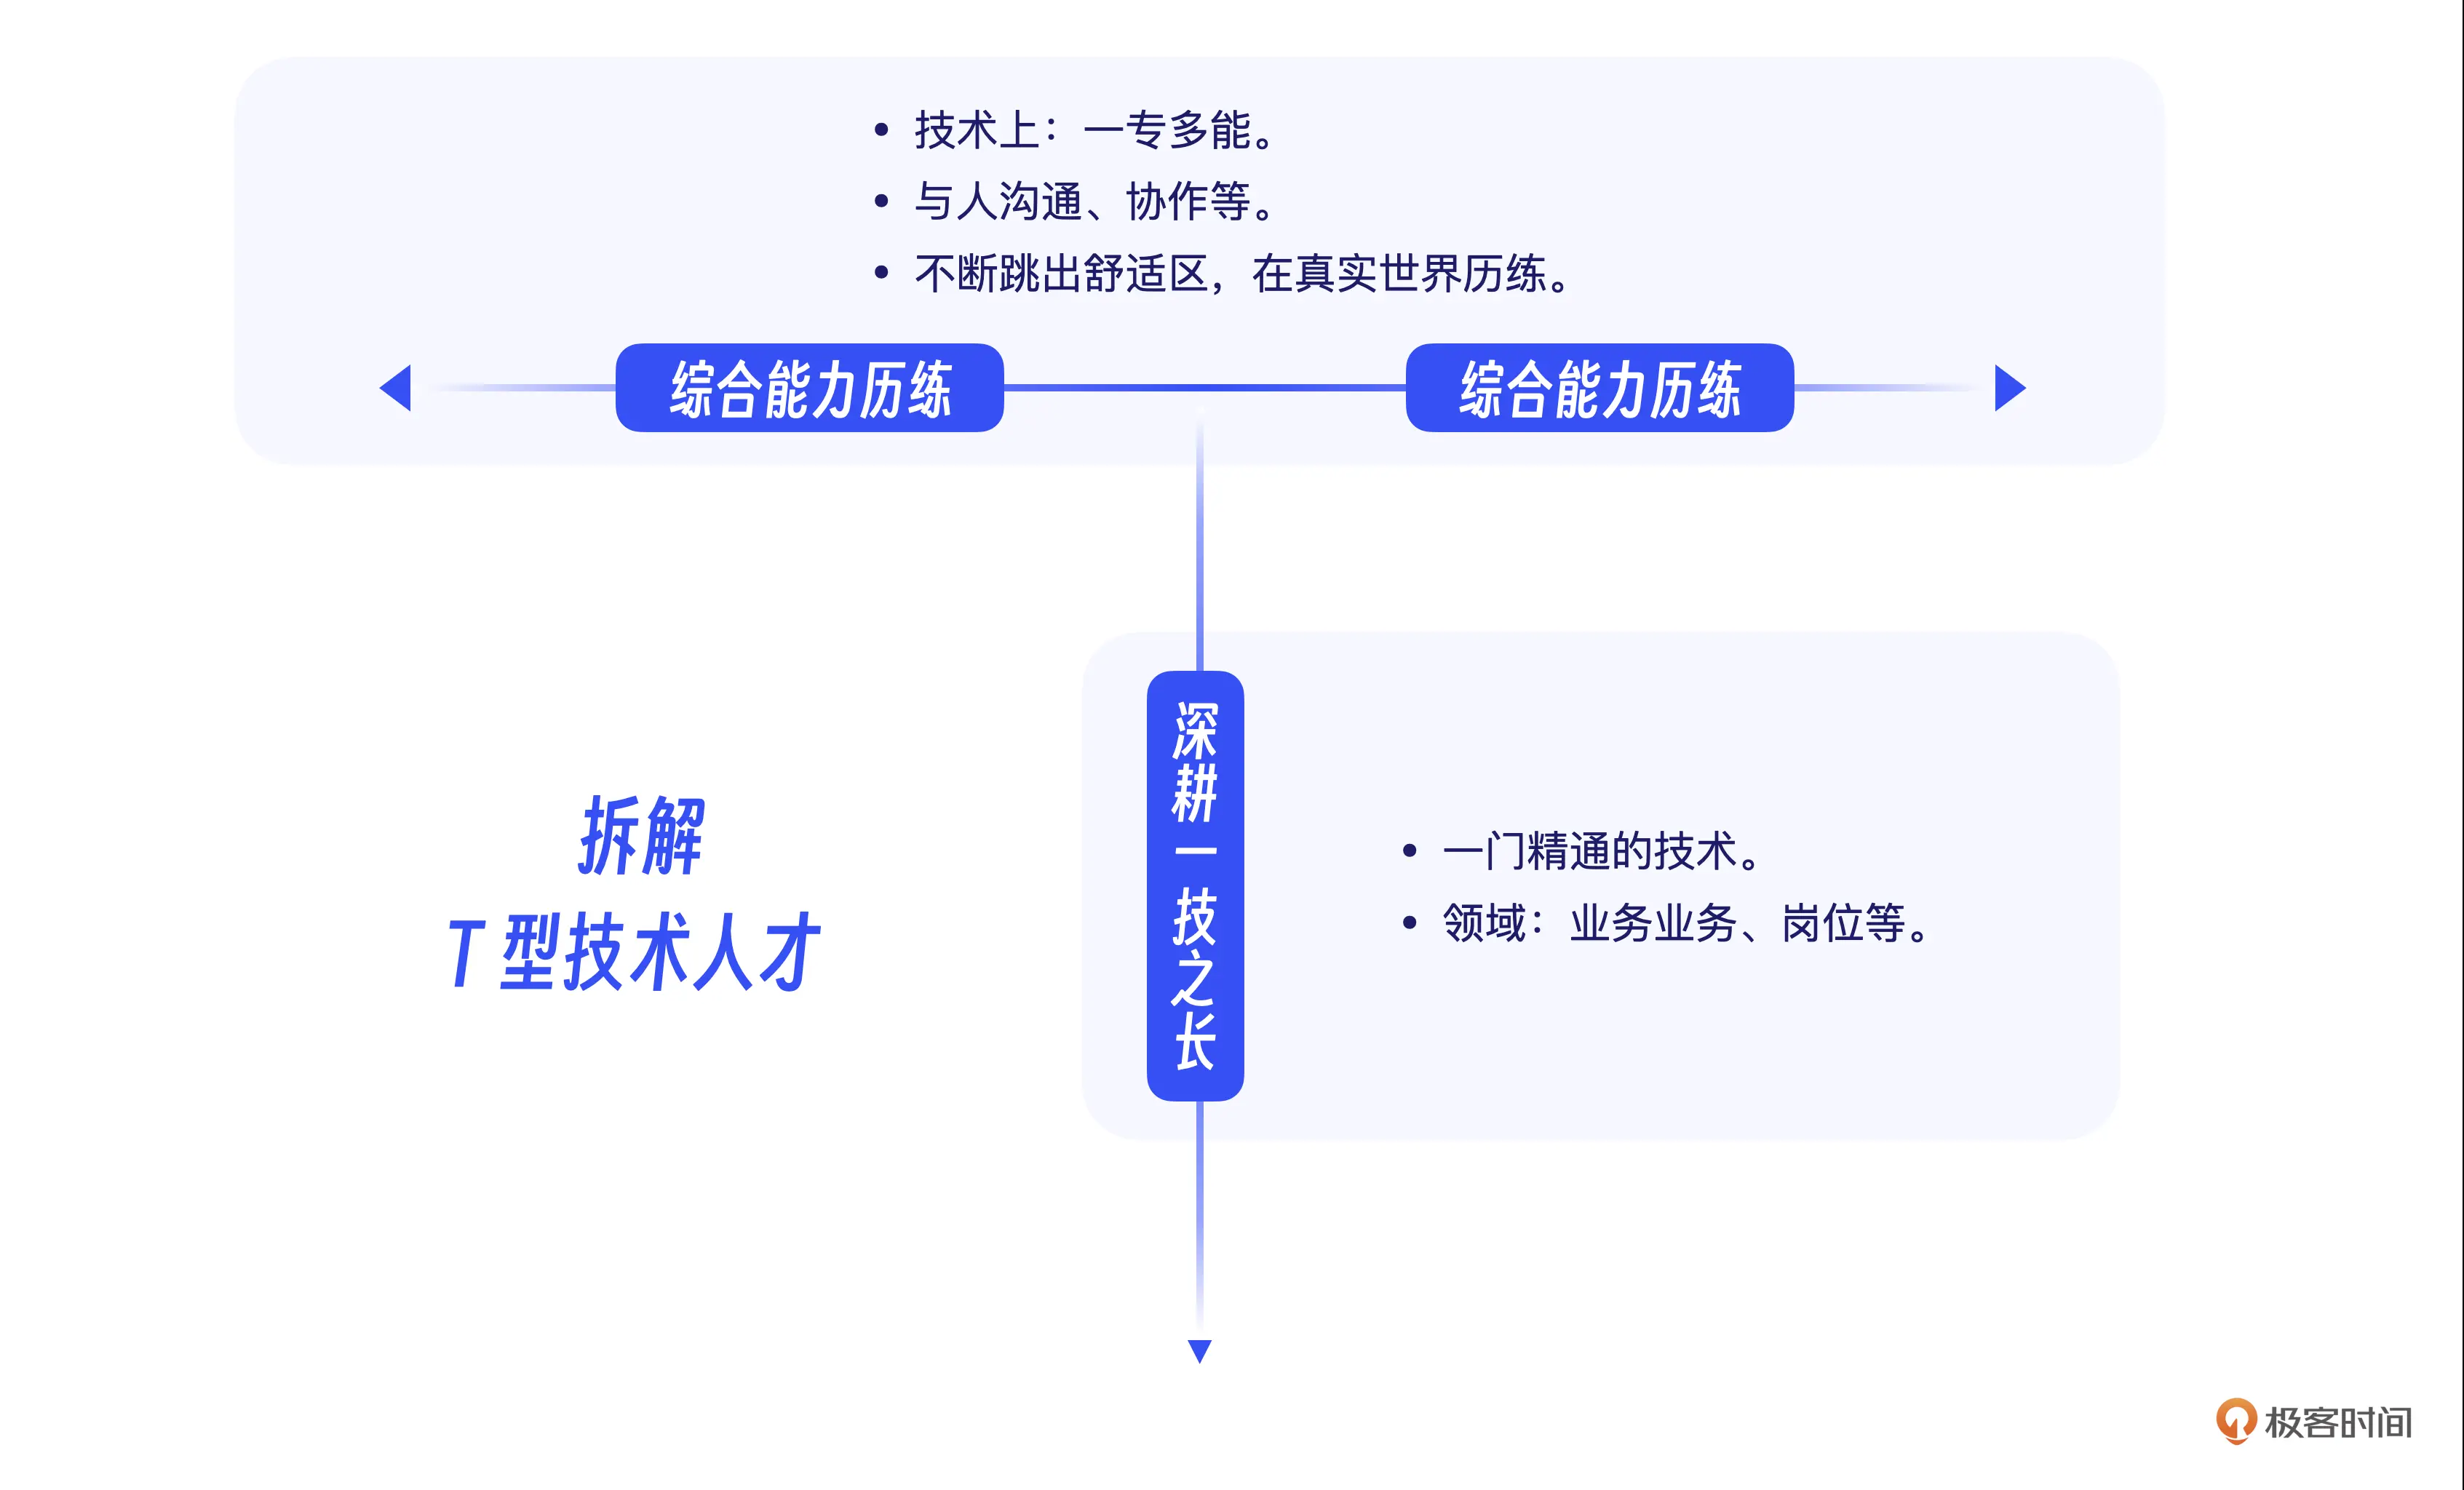 • 技术上：一专多能。
• 与人沟通、协作等。
• 不断跳出舒适区，在真实世界历练。
综合能力历练
综合能力历练
深耕一技之长
• 一门精通的技术。
• 领域：业务业务、岗位等。
拆解
T 型技术人才
极客时间